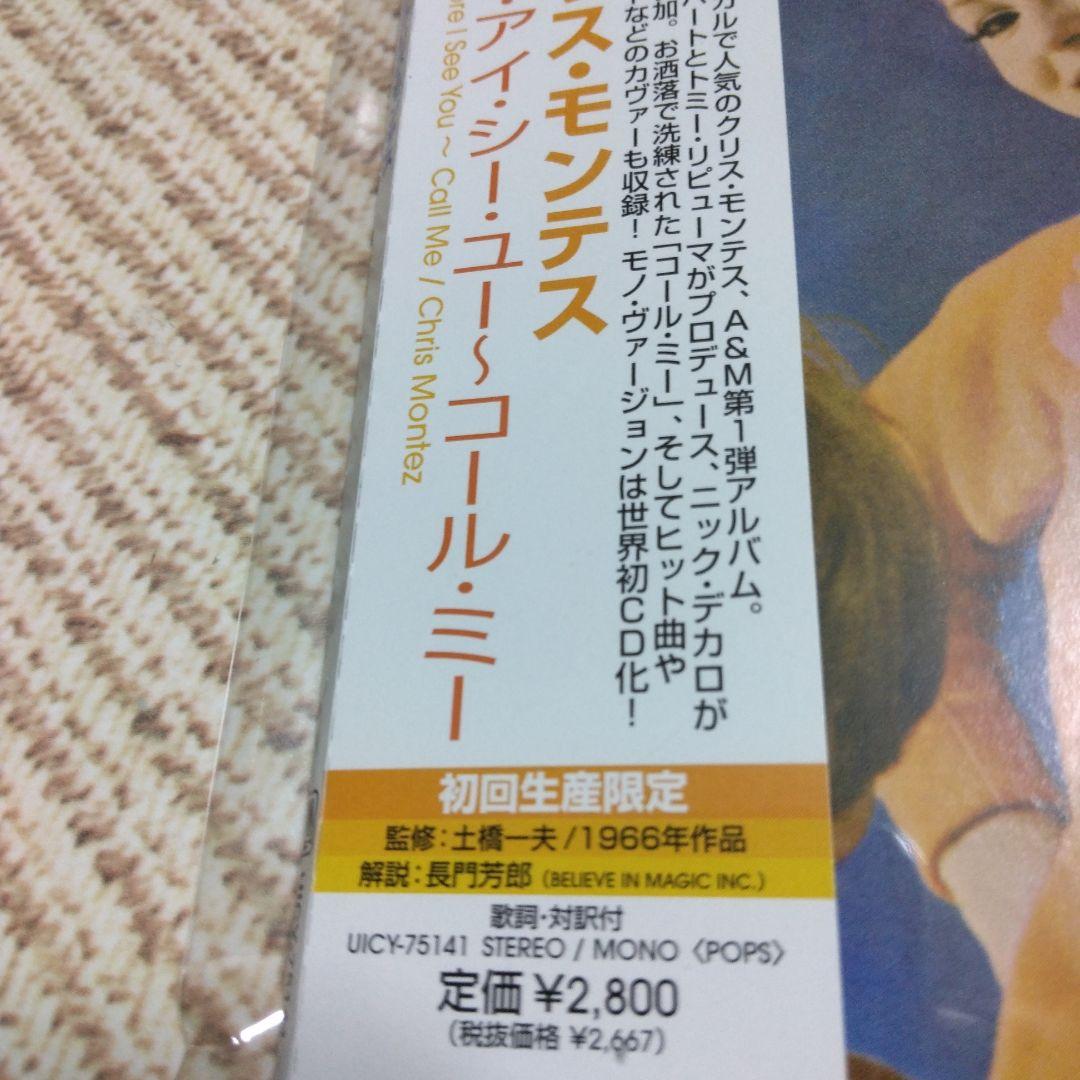 カルで人気のクリス・モンテス、A&M第1弾アルバム。
パートとトミー・リピューマがプロデュース、ニック・デカロが
加。お洒落で洗練された「コール・ミー」、そしてヒット曲や
などのカヴァーも収録! モノ・ヴァージョンは世界初CD化!
ス・モンテス
アイ・シー・ユー〜コール・ミー
re I See You ~ Call Me / Chris Montez
初回生産限定
監修:土橋一夫 /1966年作品
解説:長門芳郎 (BELIEVE IN MAGIC INC.)
歌詞・対訳付
UICY-75141 STEREO / MONO 〈POPS〉
定価 ¥2,800
(税抜価格 ¥2,667)